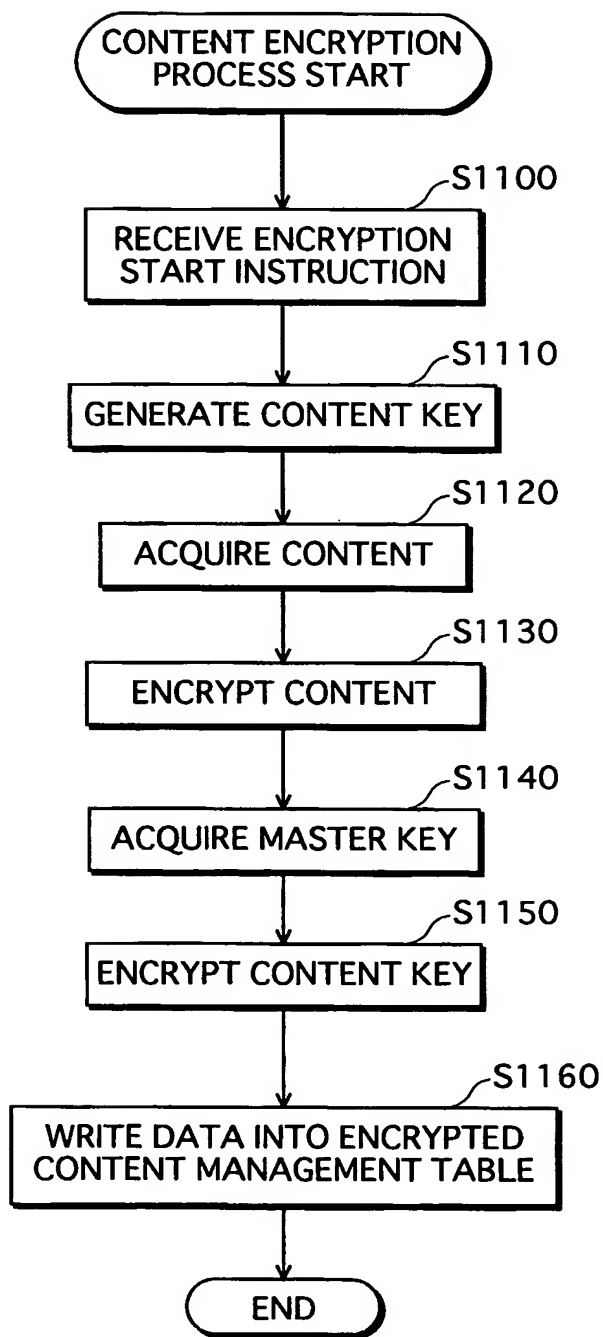 CONTENT ENCRYPTION
PROCESS START
S1100
RECEIVE ENCRYPTION
START INSTRUCTION
S1110
GENERATE CONTENT KEY
S1120
ACQUIRE CONTENT
S1130
ENCRYPT CONTENT
S1140
ACQUIRE MASTER KEY
S1150
ENCRYPT CONTENT KEY
S1160
WRITE DATA INTO ENCRYPTED
CONTENT MANAGEMENT TABLE
END